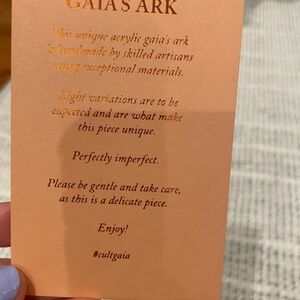 GAIA'S ARK
This unique acrylic gaia's ark
is handmade by skilled artisans
using exceptional materials.
Slight variations are to be
expected and are what make
this piece unique.
Perfectly imperfect.
Please be gentle and take care,
as this is a delicate piece.
Enjoy!
#cultgaia